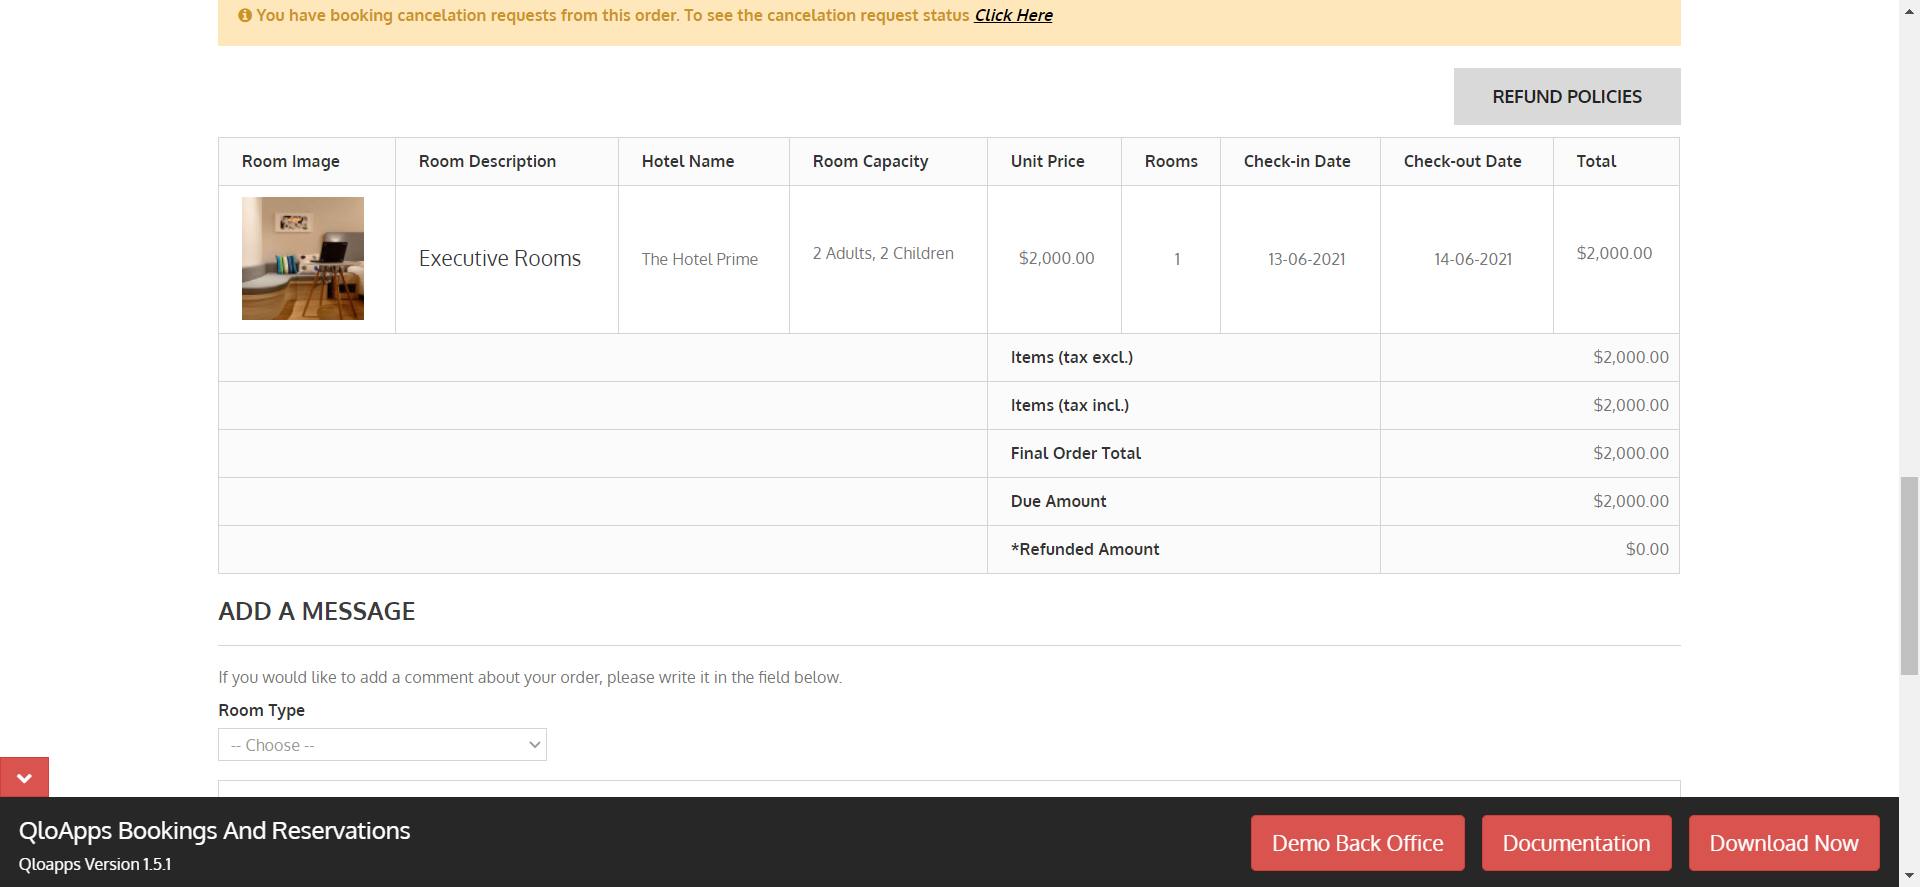 You have booking cancelation requests from this order. To see the cancelation request status Click Here
REFUND POLICIES
Room Image Room Description Hotel Name Room Capacity Unit Price Rooms Check-in Date Check-out Date Total
Executive Rooms The Hotel Prime 2 Adults, 2 Children $2,000.00 1 13-06-2021 14-06-2021 $2,000.00
Items (tax excl.) $2,000.00
Items (tax incl.) $2,000.00
Final Order Total $2,000.00
Due Amount $2,000.00
*Refunded Amount $0.00
ADD A MESSAGE
If you would like to add a comment about your order, please write it in the field below.
Room Type
-- Choose --
QloApps Bookings And Reservations
Qloapps Version 1.5.1
Demo Back Office Documentation Download Now